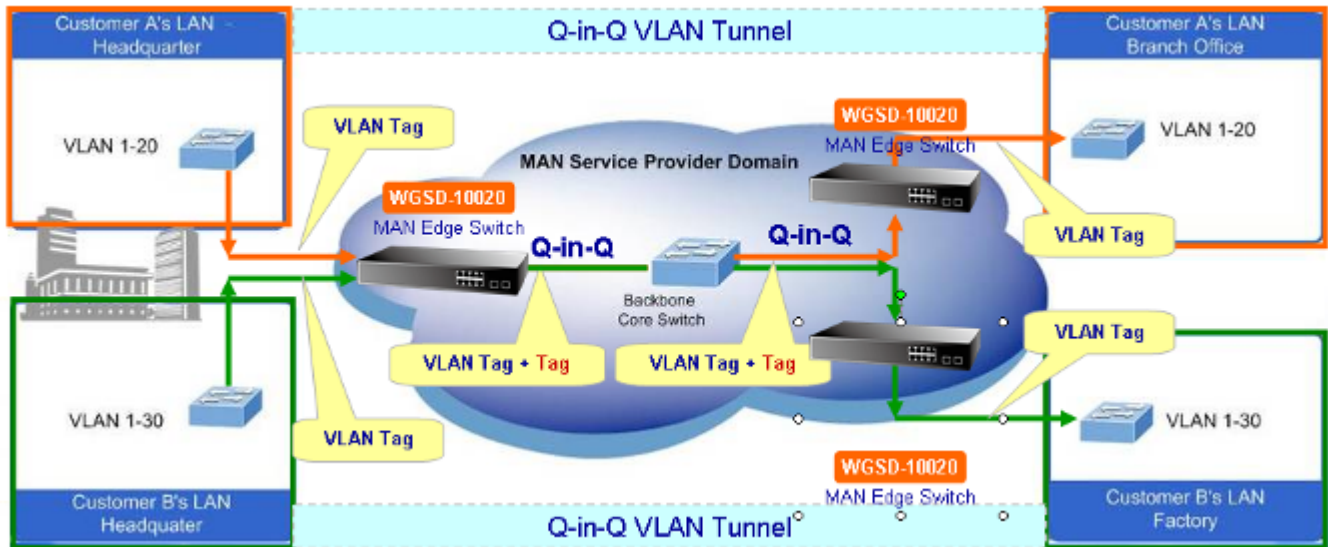 Customer A's LAN -
Headquarter
Q-in-Q VLAN Tunnel
Customer A's LAN
Branch Office
VLAN 1-20
VLAN Tag
WGSD-10020
MAN Edge Switch
VLAN 1-20
MAN Service Provider Domain
WGSD-10020
MAN Edge Switch
Q-in-Q
Q-in-Q
VLAN Tag
Backbone
Core Switch
VLAN Tag + Tag
VLAN Tag + Tag
VLAN Tag
VLAN 1-30
VLAN Tag
VLAN 1-30
WGSD-10020
MAN Edge Switch
Customer B's LAN
Headquater
Q-in-Q VLAN Tunnel
Customer B's LAN
Factory